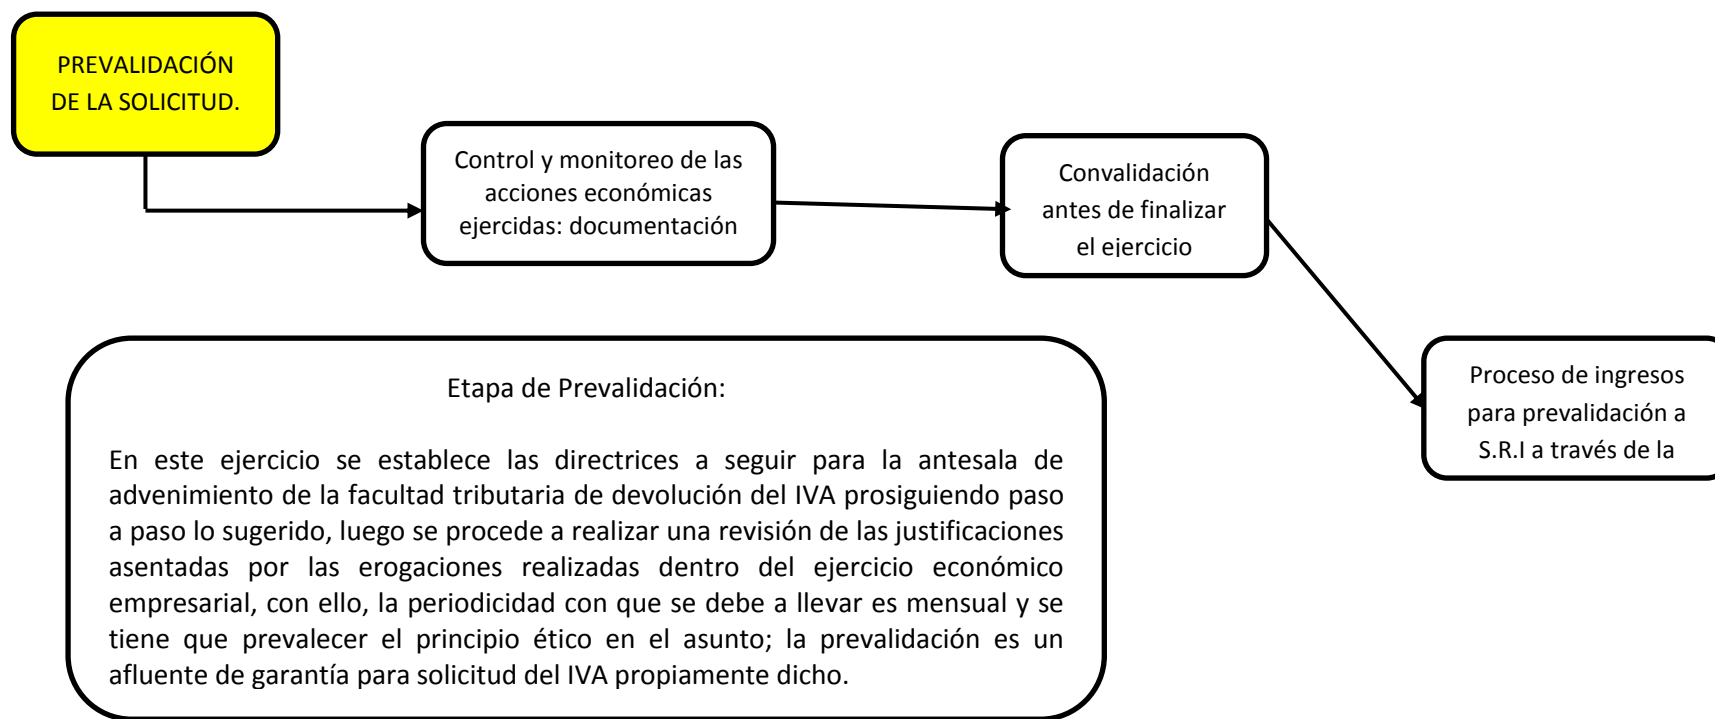 PREVALIDACIÓN
DE LA SOLICITUD.
Control y monitoreo de las
acciones económicas
ejercidas: documentación
Convalidación
antes de finalizar
el ejercicio
Proceso de ingresos
para prevalidación a
S.R.I a través de la
Etapa de Prevalidación:
En este ejercicio se establece las directrices a seguir para la antesala de
advenimiento de la facultad tributaria de devolución del IVA prosiguiendo paso
a paso lo sugerido, luego se procede a realizar una revisión de las justificaciones
asentadas por las erogaciones realizadas dentro del ejercicio económico
empresarial, con ello, la periodicidad con que se debe a llevar es mensual y se
tiene que prevalecer el principio ético en el asunto; la prevalidación es un
afluente de garantía para solicitud del IVA propiamente dicho.